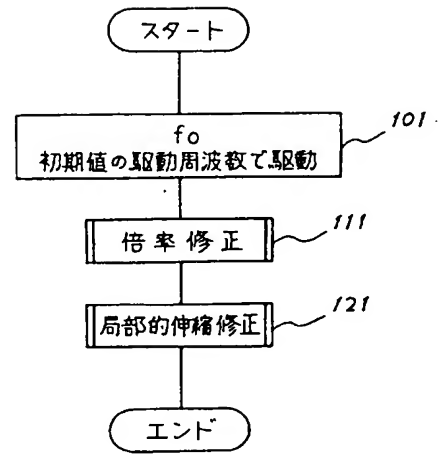 スタート
fo
初期値の駆動周波数で駆動
101
倍率修正
111
局部的伸縮修正
121
エンド